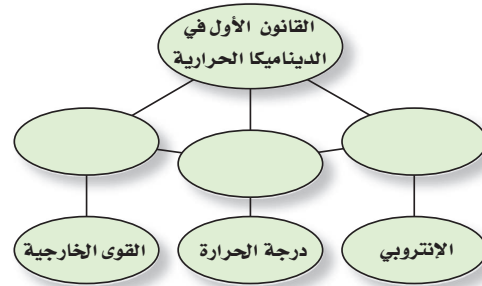 القانون الأول في
الديناميكا الحرارية
الإنتروبي
درجة الحرارة
القوى الخارجية